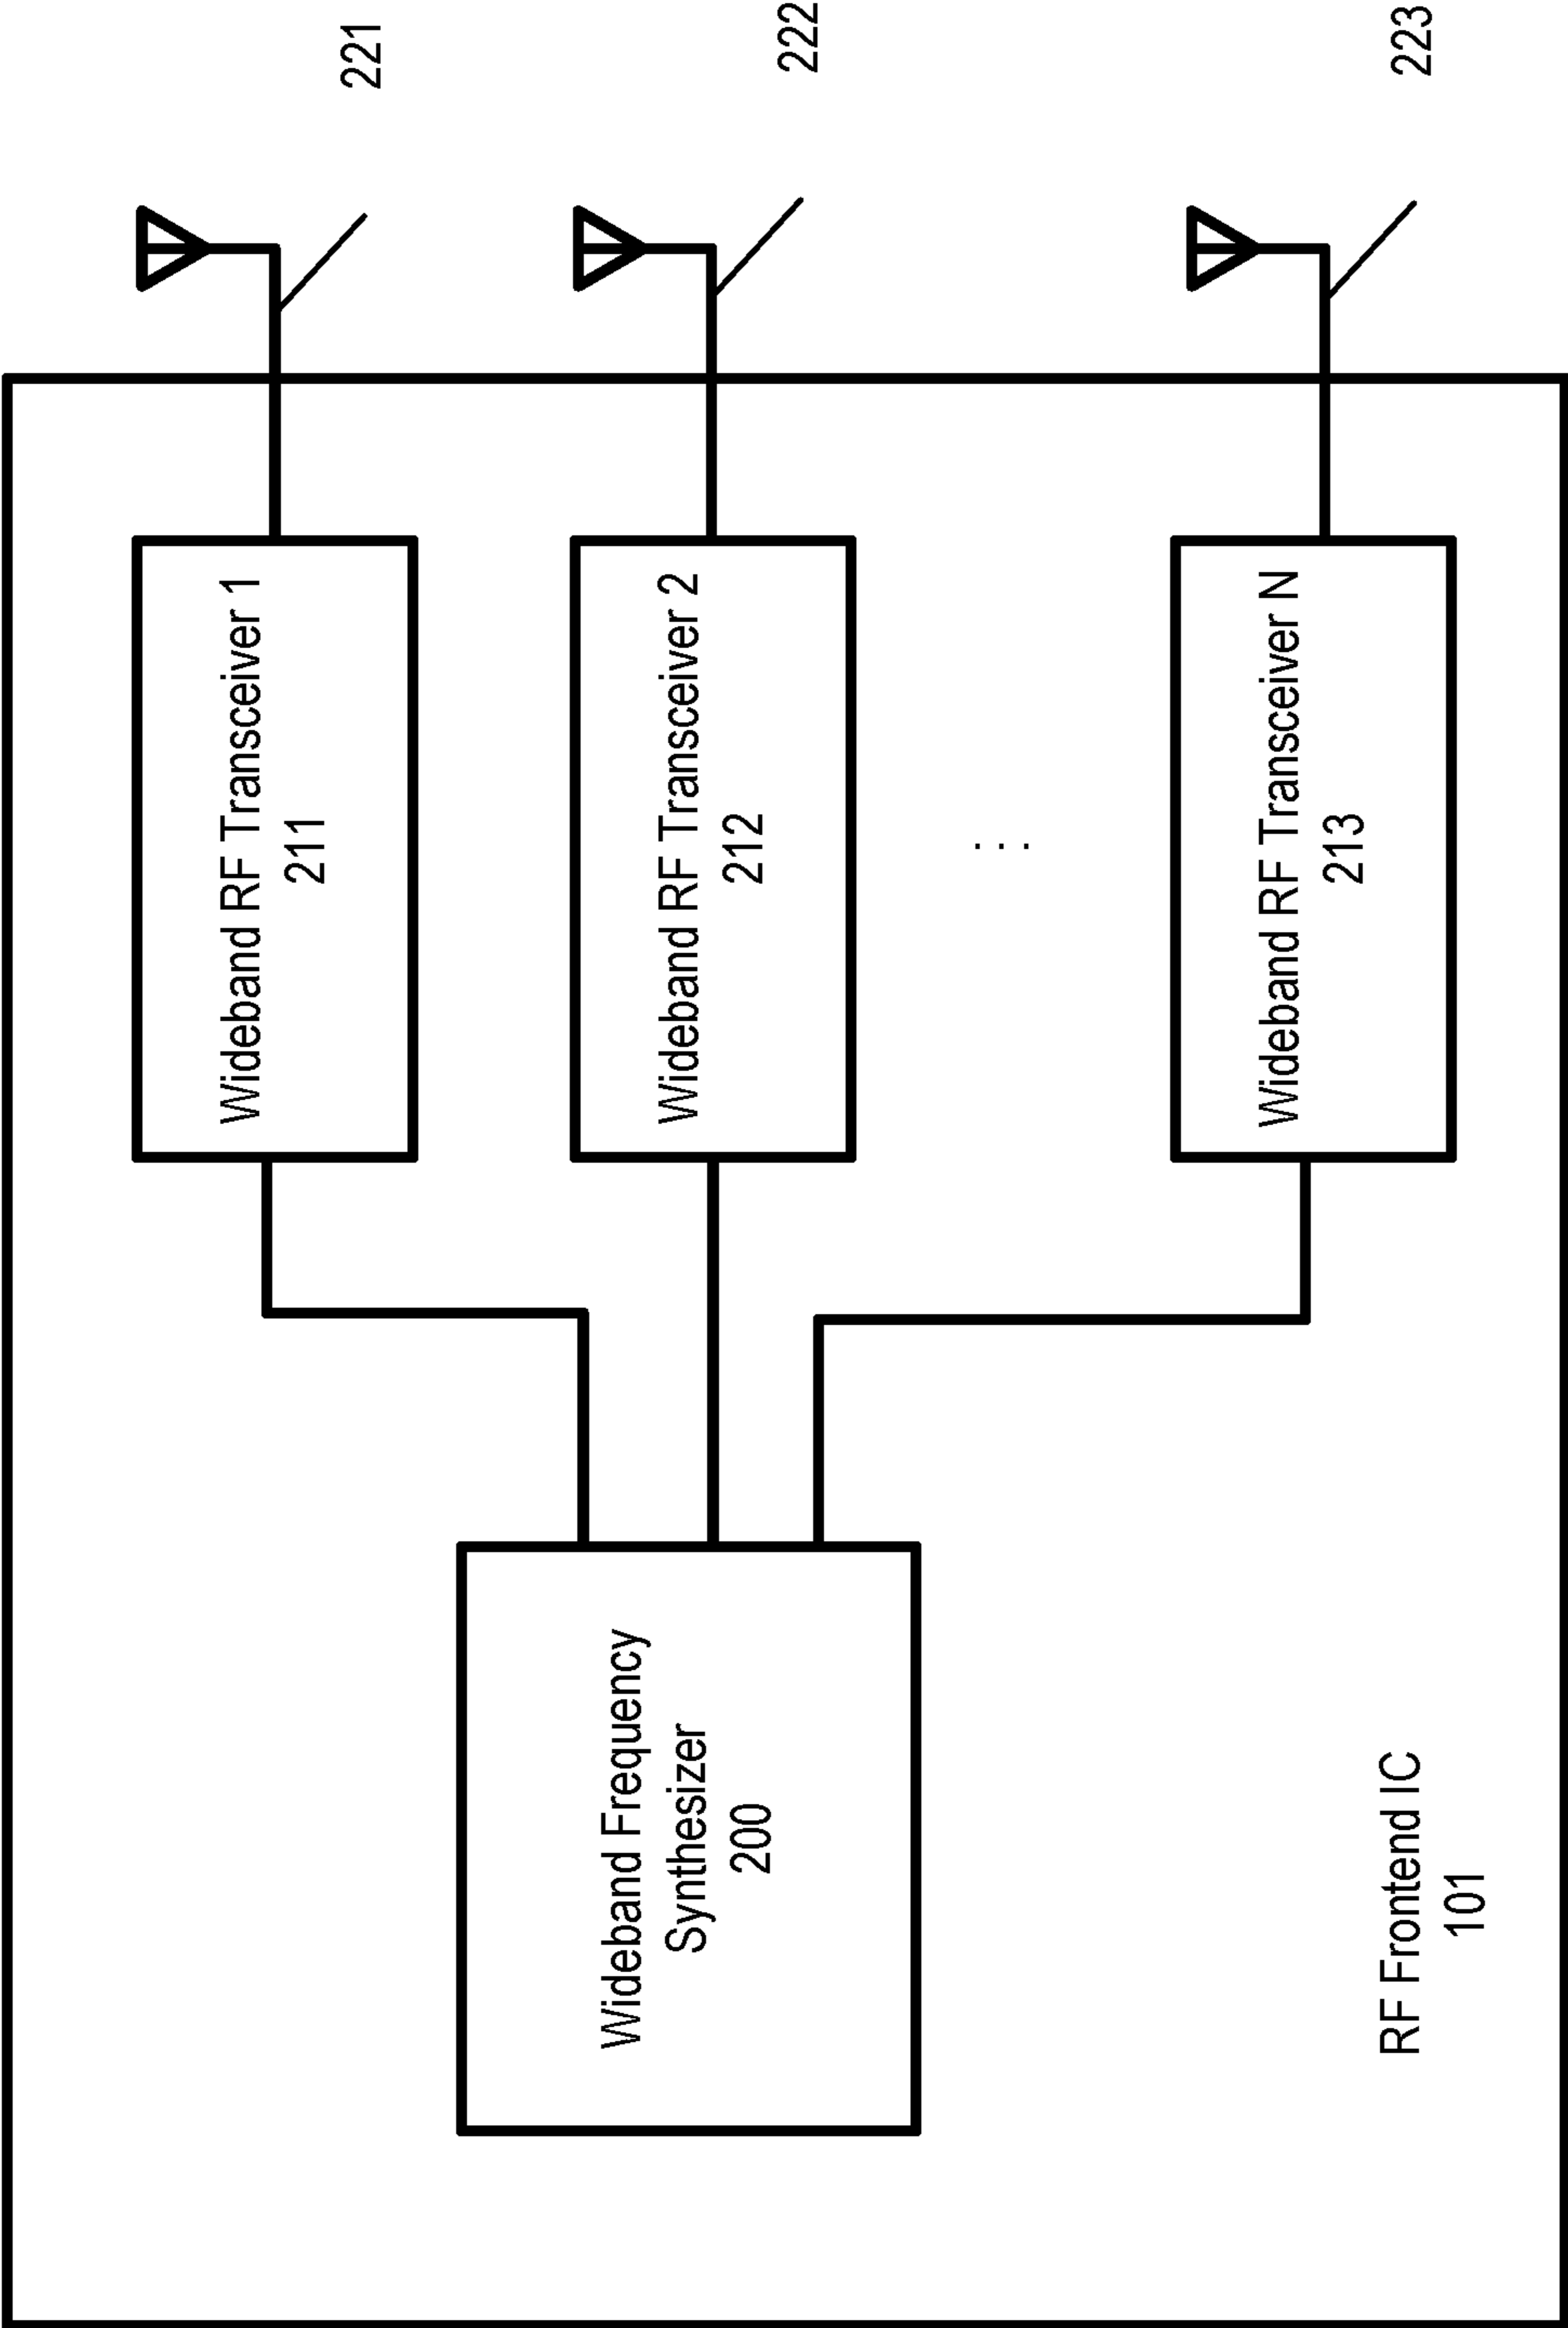 Wideband RF Transceiver 1
211
221
Wideband Frequency
Synthesizer
200
Wideband RF Transceiver 2
212
222
⋮
Wideband RF Transceiver N
213
223
RF Frontend IC
101